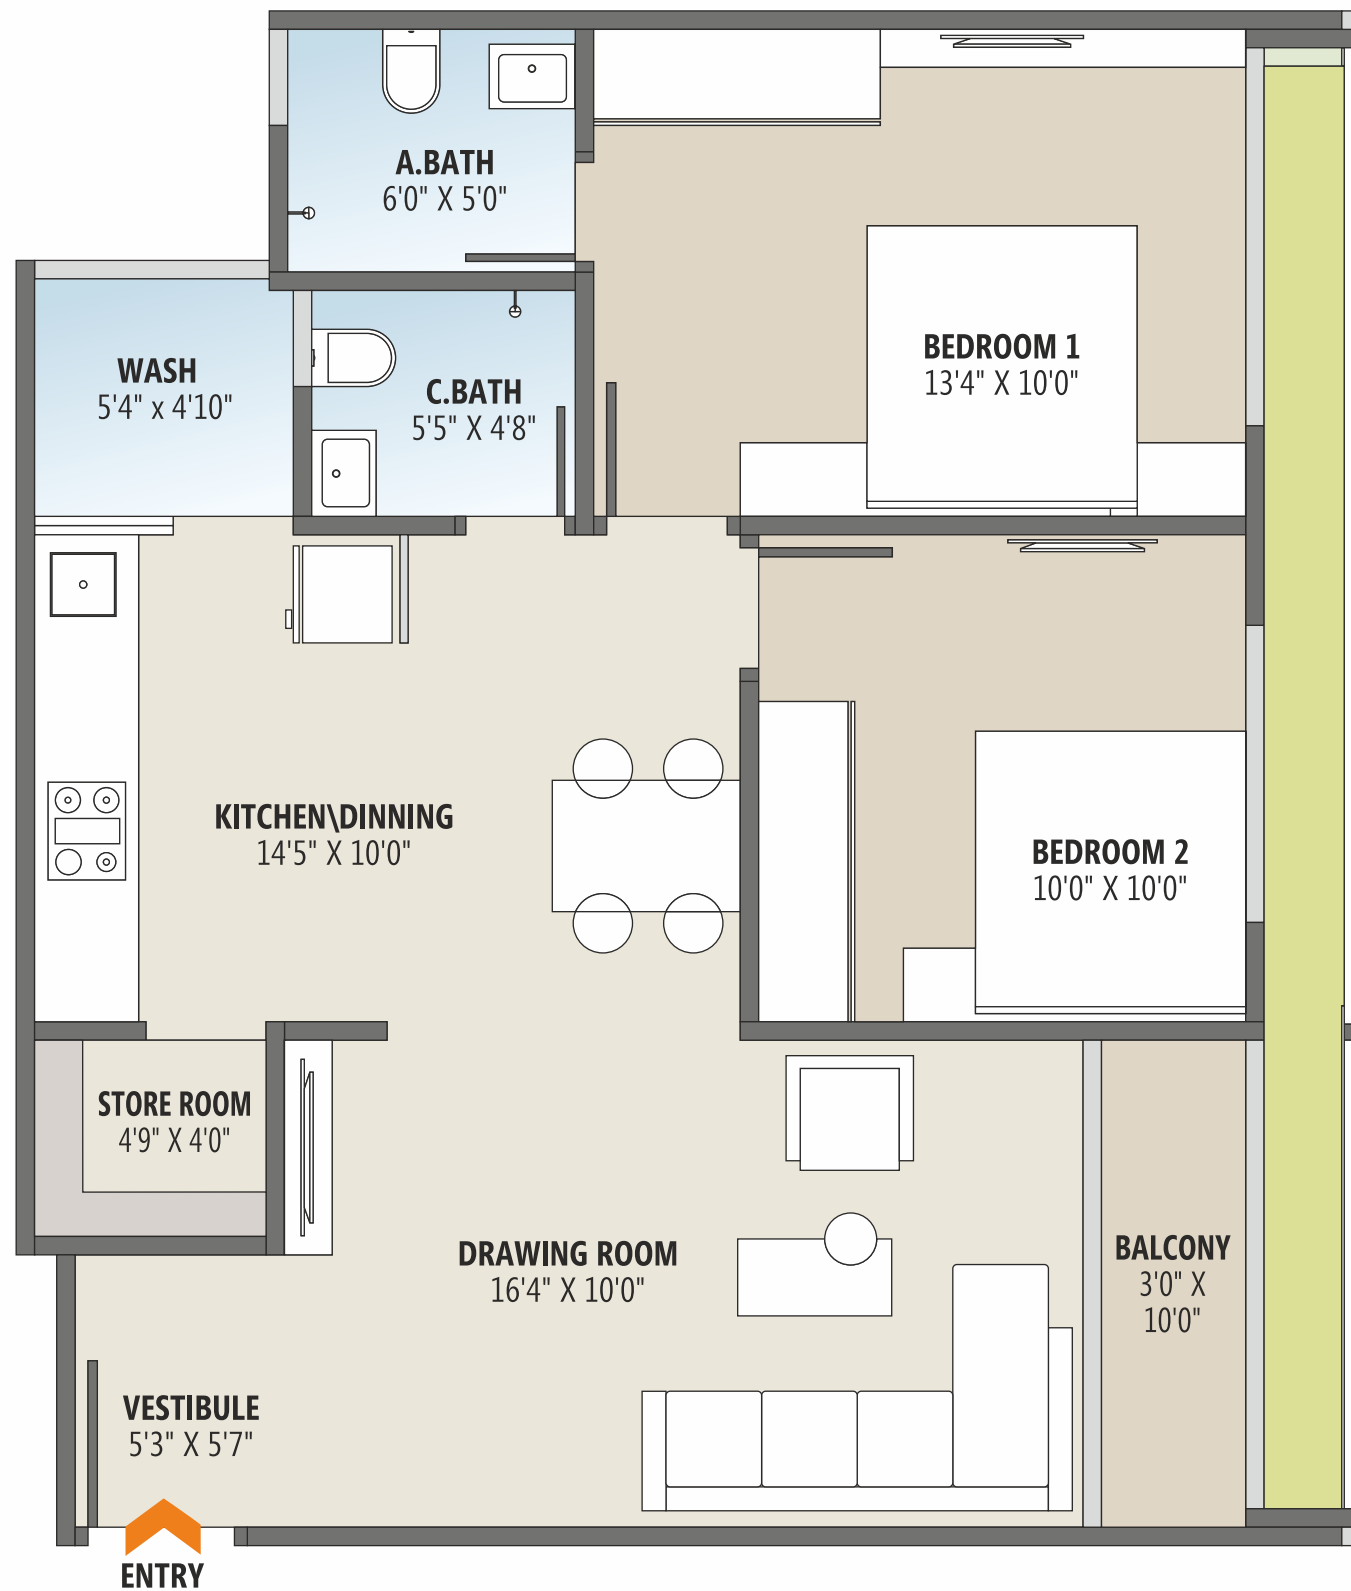 A.BATH
6'0" X 5'0"
WASH
5'4" x 4'10"
C.BATH
5'5" X 4'8"
BEDROOM 1
13'4" X 10'0"
KITCHEN\DINNING
14'5" X 10'0"
BEDROOM 2
10'0" X 10'0"
STORE ROOM
4'9" X 4'0"
DRAWING ROOM
16'4" X 10'0"
BALCONY
3'0" X
10'0"
VESTIBULE
5'3" X 5'7"
ENTRY